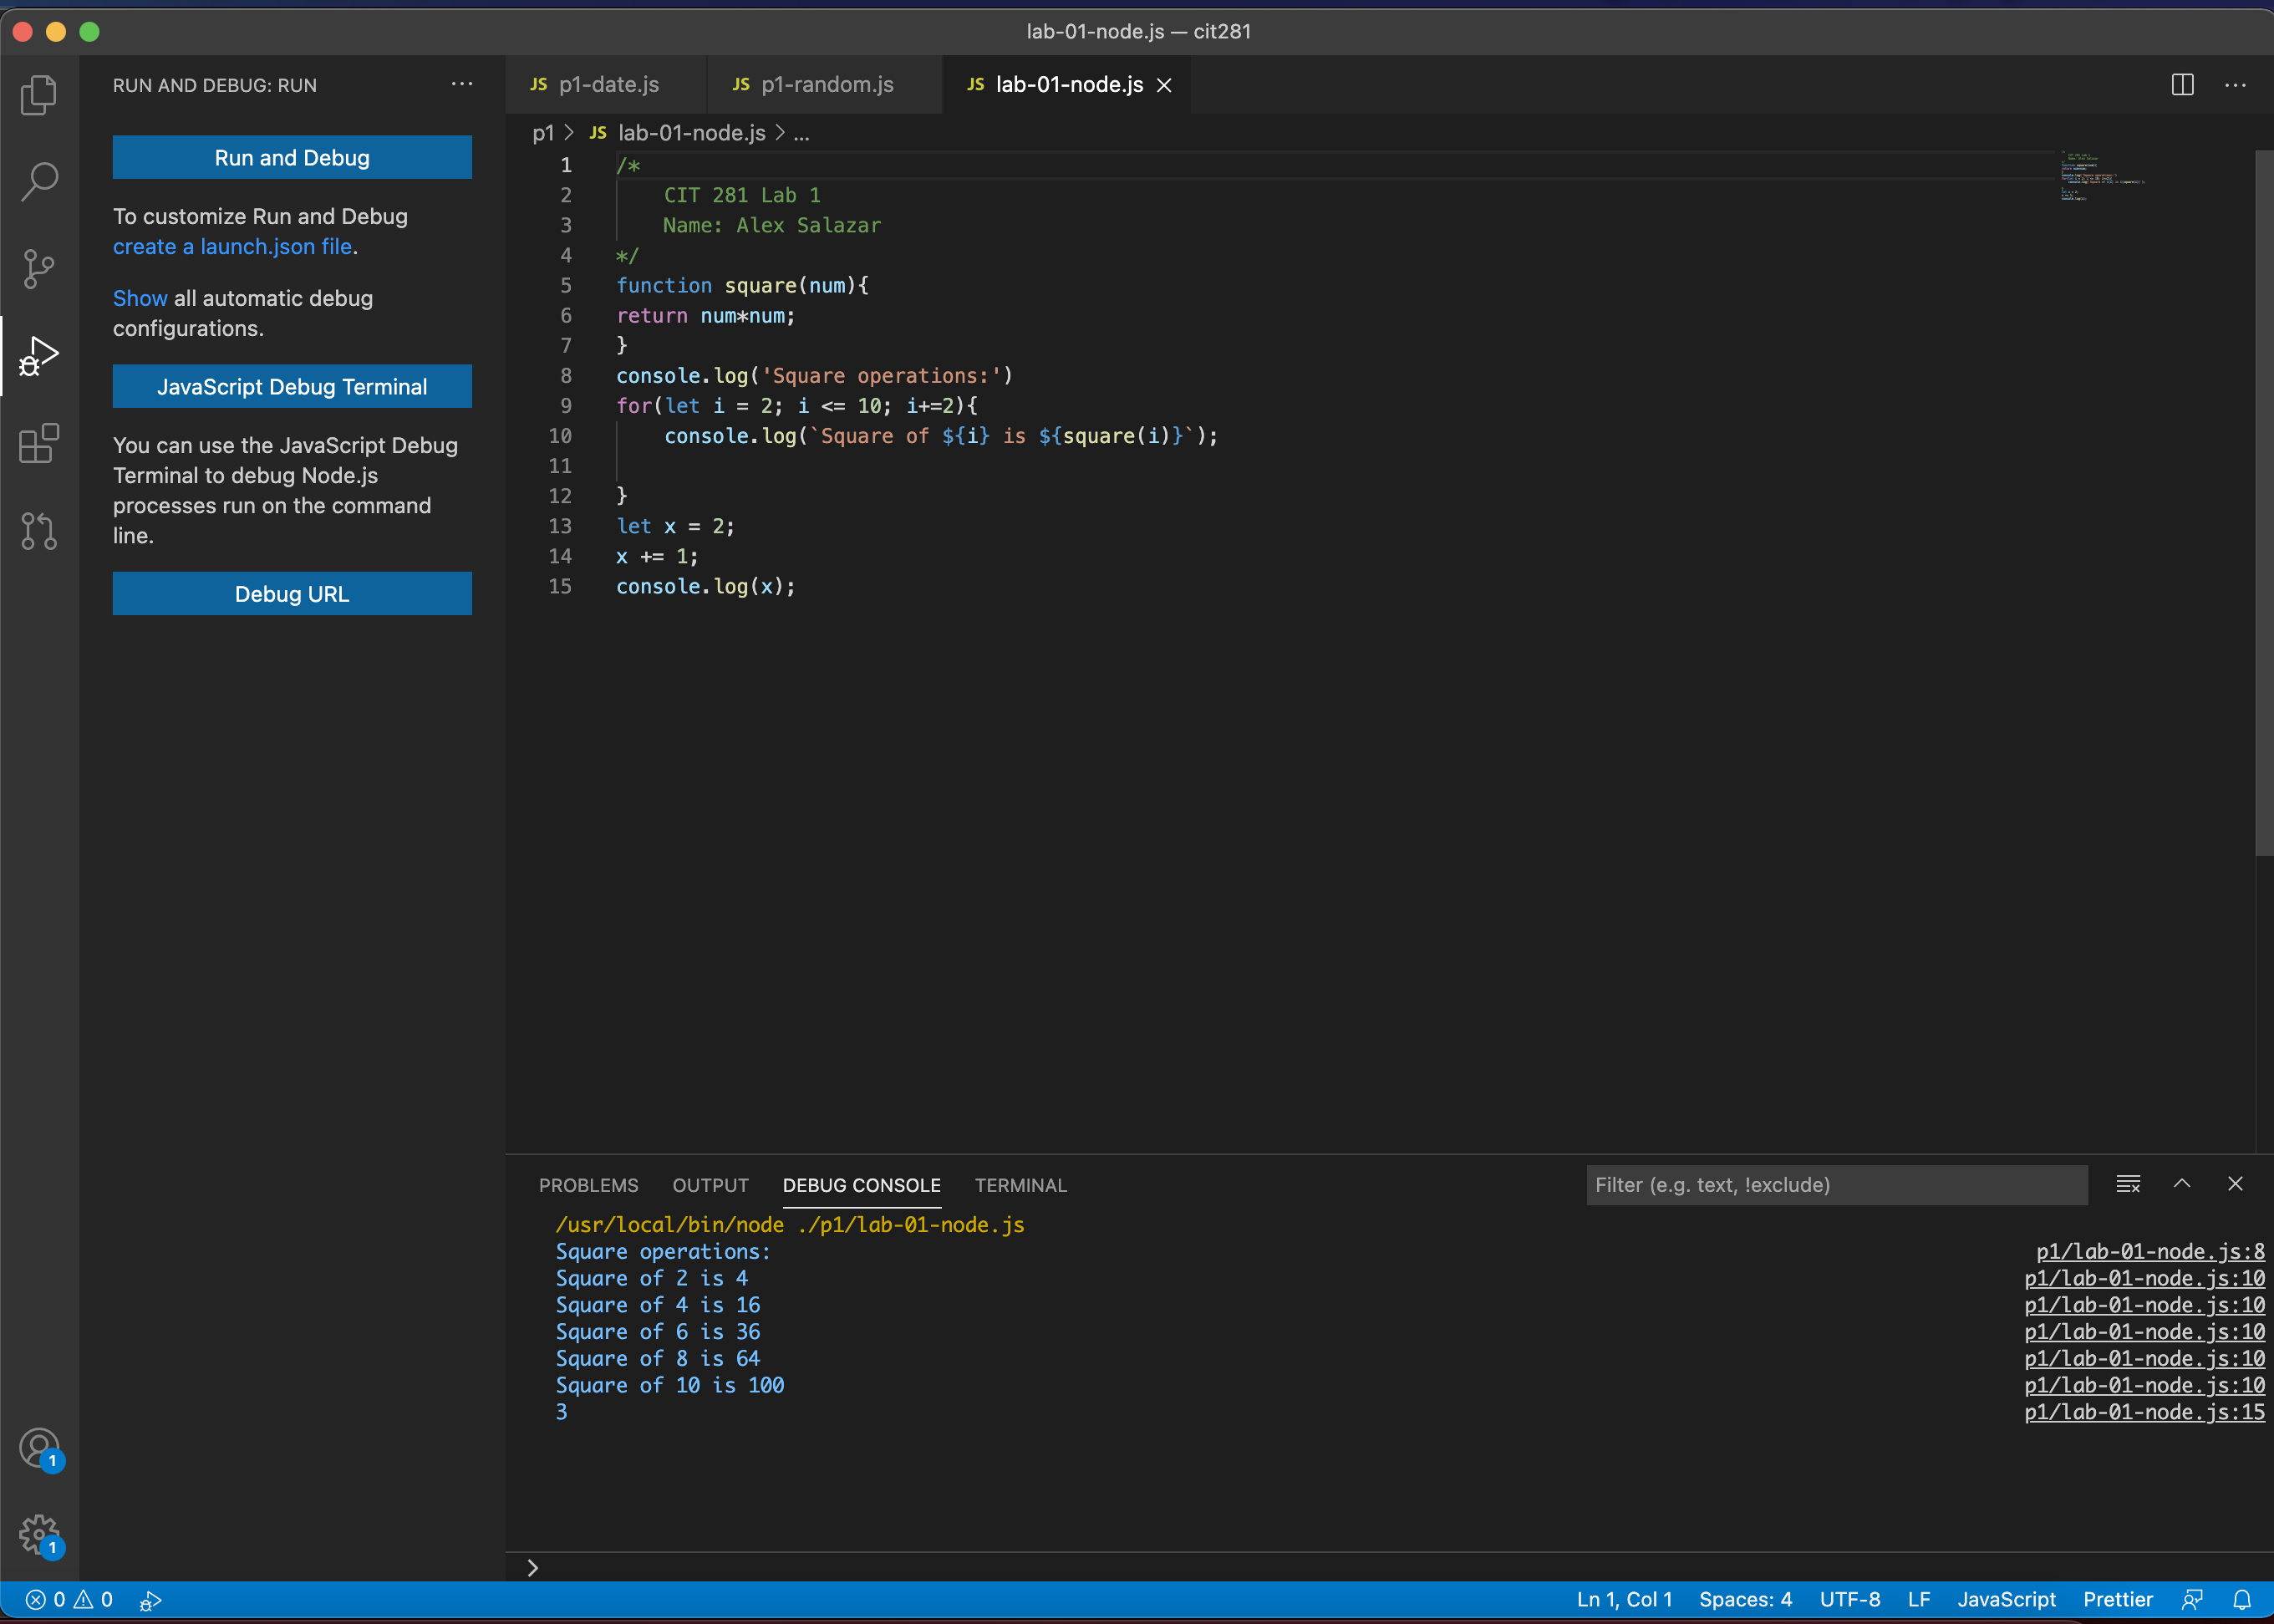 lab-01-node.js — cit281
RUN AND DEBUG: RUN
Run and Debug
To customize Run and Debug
create a launch.json file.
Show all automatic debug
configurations.
JavaScript Debug Terminal
You can use the JavaScript Debug
Terminal to debug Node.js
processes run on the command
line.
Debug URL
JS p1-date.js JS p1-random.js JS lab-01-node.js
p1 > JS lab-01-node.js > ...
1 /*
2     CIT 281 Lab 1
3     Name: Alex Salazar
4 */
5 function square(num){
6 return num*num;
7 }
8 console.log('Square operations:')
9 for(let i = 2; i <= 10; i+=2){
10     console.log(`Square of ${i} is ${square(i)}`);
11
12 }
13 let x = 2;
14 x += 1;
15 console.log(x);
PROBLEMS OUTPUT DEBUG CONSOLE TERMINAL Filter (e.g. text, !exclude)
/usr/local/bin/node ./p1/lab-01-node.js
Square operations: p1/lab-01-node.js:8
Square of 2 is 4 p1/lab-01-node.js:10
Square of 4 is 16 p1/lab-01-node.js:10
Square of 6 is 36 p1/lab-01-node.js:10
Square of 8 is 64 p1/lab-01-node.js:10
Square of 10 is 100 p1/lab-01-node.js:10
3 p1/lab-01-node.js:15
1
1
0 0 Ln 1, Col 1 Spaces: 4 UTF-8 LF JavaScript Prettier